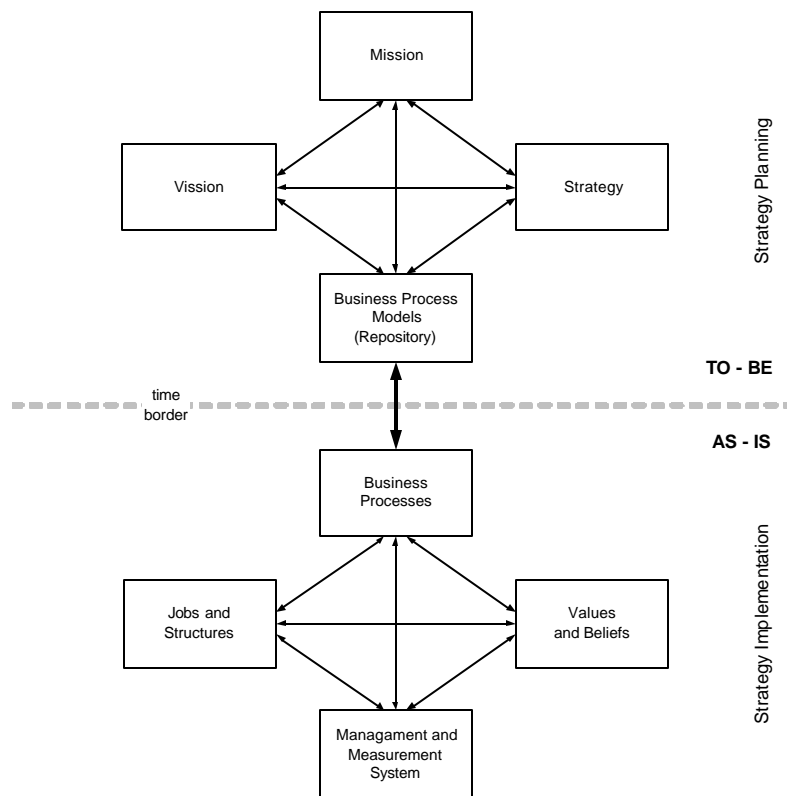 Mission
Vission
Strategy
Strategy Planning
Business Process
Models
(Repository)
TO - BE
time
border
AS - IS
Business
Processes
Jobs and
Structures
Values
and Beliefs
Strategy Implementation
Managament and
Measurement
System